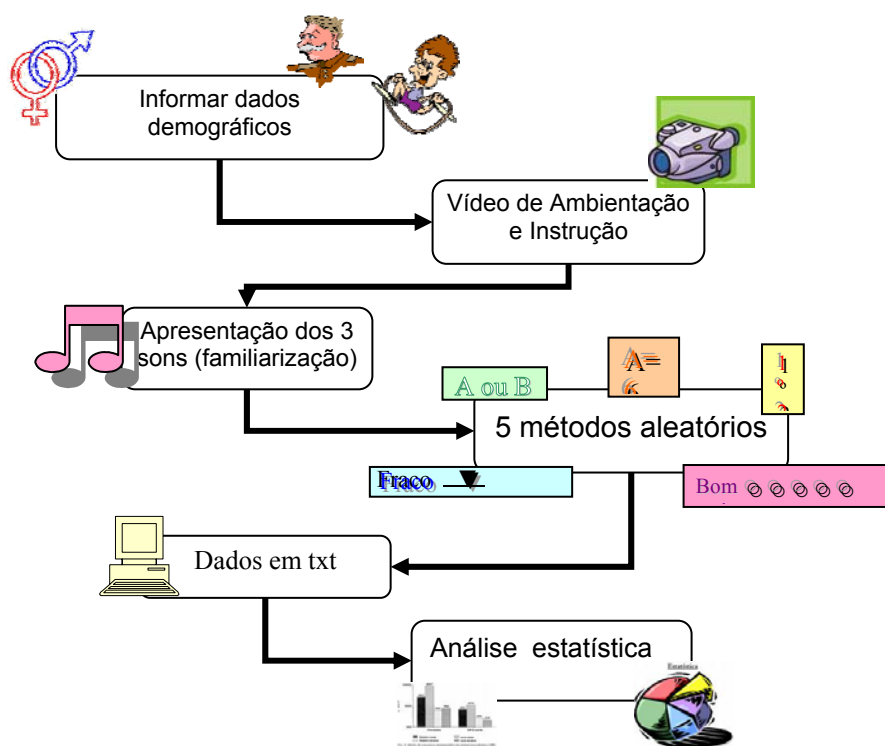 Informar dados
demográficos
Vídeo de Ambientação
e Instrução
Apresentação dos 3
sons (familiarização)
A ou B
A=
5 métodos aleatórios
Fraco
Bom
Dados em txt
Análise estatística
Estatística